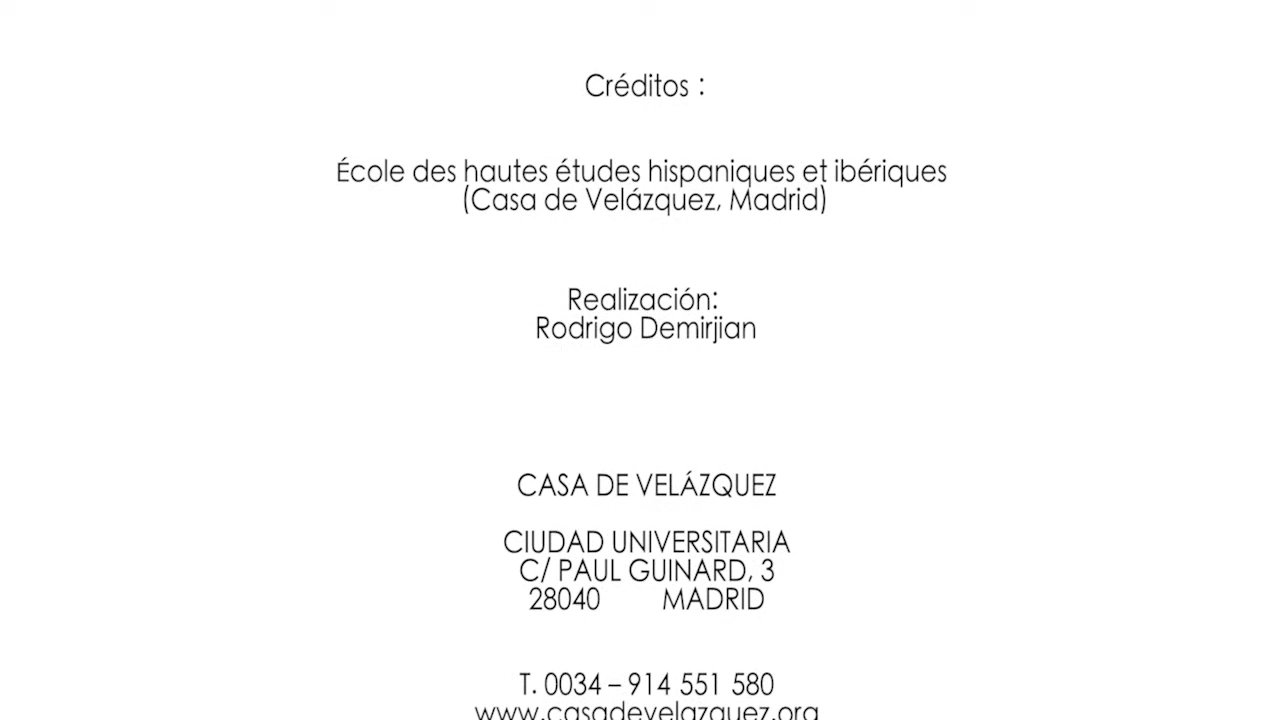 Créditos :
École des hautes études hispaniques et ibériques
(Casa de Velázquez, Madrid)
Realización:
Rodrigo Demirjian
CASA DE VELÁZQUEZ
CIUDAD UNIVERSITARIA
C/ PAUL GUINARD, 3
28040 MADRID
T. 0034 – 914 551 580
www.casadevelazquez.org